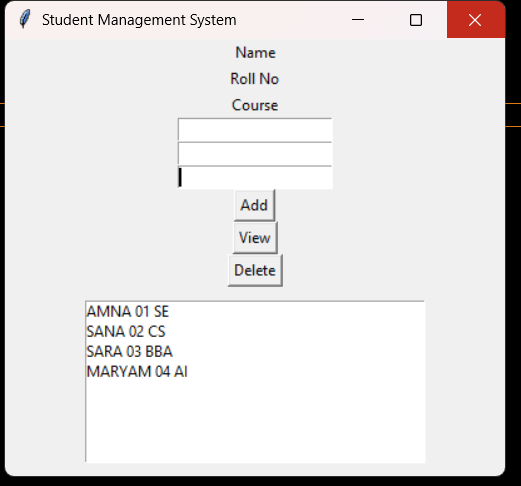 Student Management System
Name
Roll No
Course
Add
View
Delete
AMNA 01 SE
SANA 02 CS
SARA 03 BBA
MARYAM 04 AI